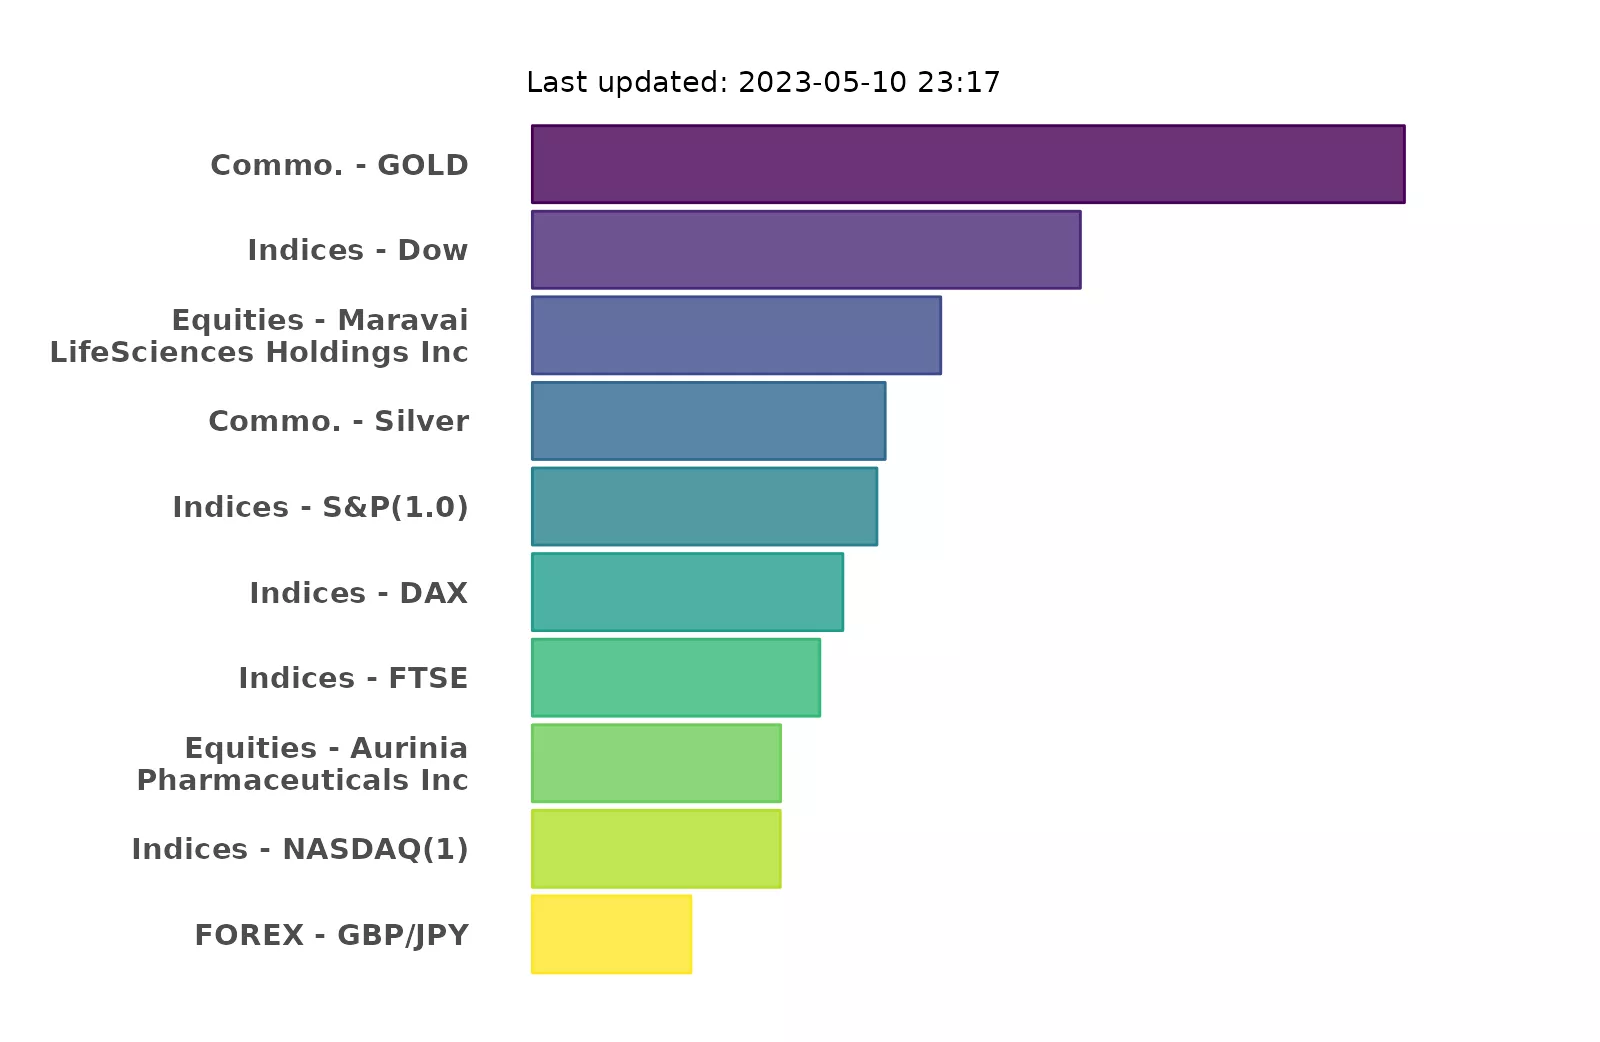 Last updated: 2023-05-10 23:17
Commo. - GOLD
Indices - Dow
Equities - Maravai
LifeSciences Holdings Inc
Commo. - Silver
Indices - S&P(1.0)
Indices - DAX
Indices - FTSE
Equities - Aurinia
Pharmaceuticals Inc
Indices - NASDAQ(1)
FOREX - GBP/JPY